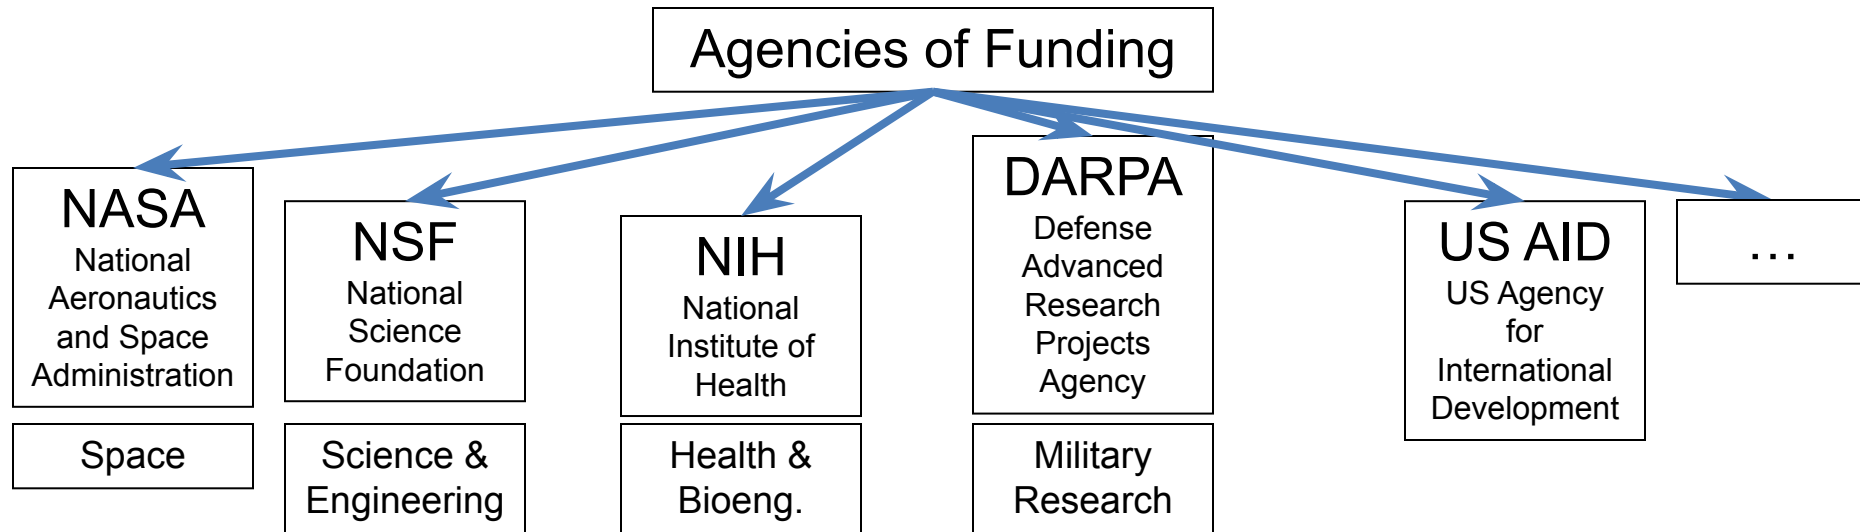 Agencies of Funding
NASA
National
Aeronautics
and Space
Administration
Space
NSF
National
Science
Foundation
Science &
Engineering
NIH
National
Institute of
Health
Health &
Bioeng.
DARPA
Defense
Advanced
Research
Projects
Agency
Military
Research
US AID
US Agency
for
International
Development
…